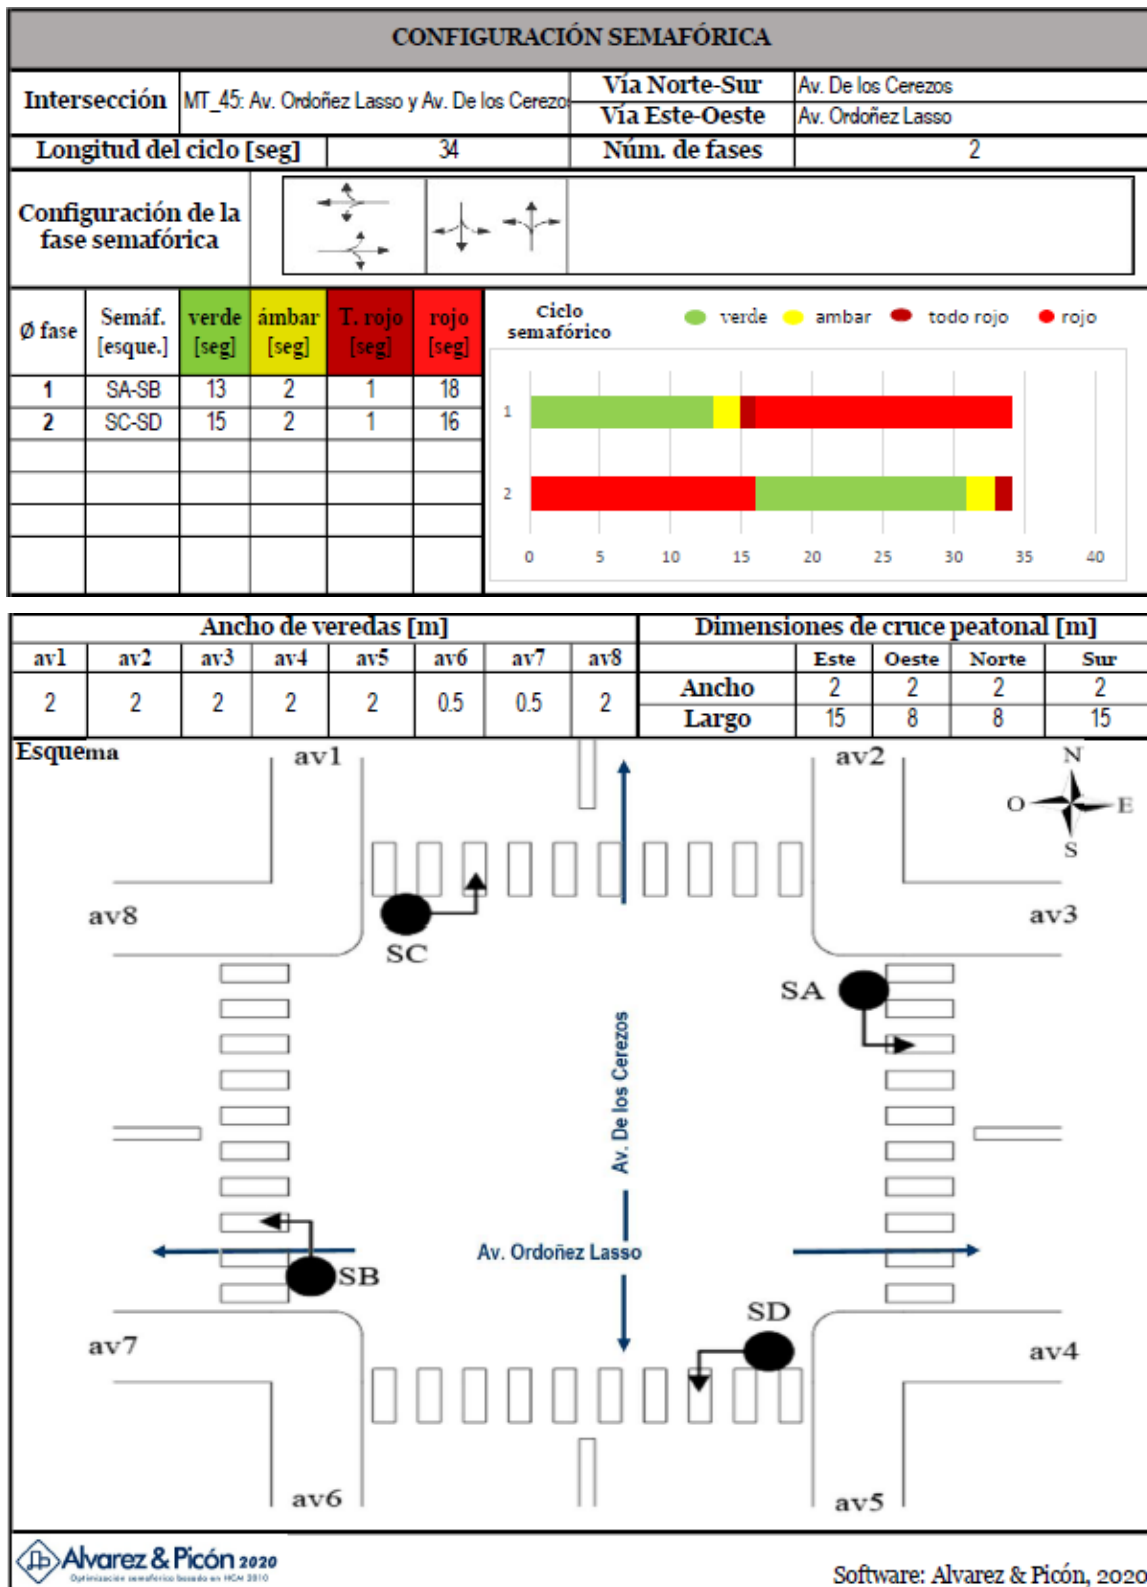 CONFIGURACIÓN SEMAFÓRICA
Intersección MT_45: Av. Ordoñez Lasso y Av. De los Cerezo Vía Norte-Sur Av. De los Cerezos
Vía Este-Oeste Av. Ordoñez Lasso
Longitud del ciclo [seg] 34 Núm. de fases 2
Configuración de la
fase semafórica
Ø fase Semáf. [esque.] verde [seg] ámbar [seg] T. rojo [seg] rojo [seg]
1 SA-SB 13 2 1 18
2 SC-SD 15 2 1 16
Ciclo
semafórico
verde ambar todo rojo rojo
1
2
0 5 10 15 20 25 30 35 40
Ancho de veredas [m] Dimensiones de cruce peatonal [m]
av1 av2 av3 av4 av5 av6 av7 av8 Este Oeste Norte Sur
2 2 2 2 2 0.5 0.5 2
Ancho 2 2 2 2
Largo 15 8 8 15
Esquema
av1 av2 N
O E
S
av8 av3
SC
SA
Av. De los Cerezos
Av. Ordoñez Lasso
SB
SD
av7 av4
av6 av5
Alvarez & Picón 2020
Optimización semafórica basada en HCM 2010
Software: Alvarez & Picón, 2020